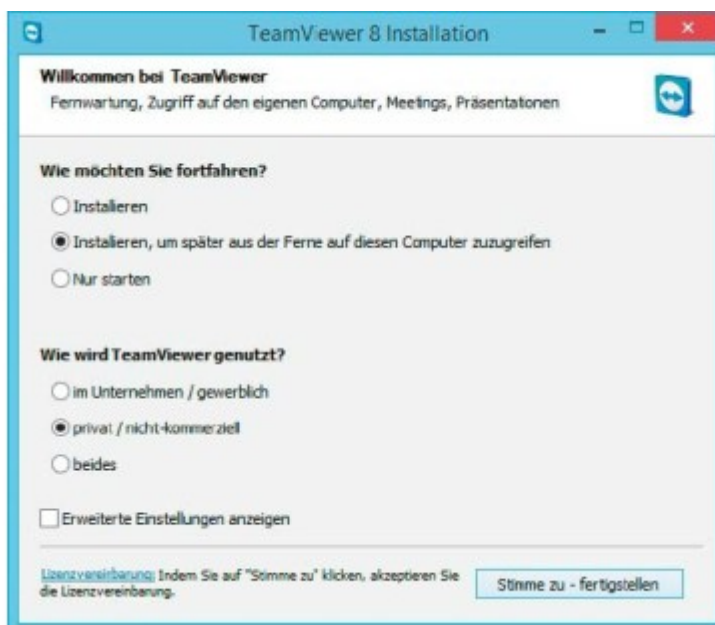 TeamViewer 8 Installation
Willkommen bei TeamViewer
Fernwartung, Zugriff auf den eigenen Computer, Meetings, Präsentationen
Wie möchten Sie fortfahren?
Installieren
Installieren, um später aus der Ferne auf diesen Computer zuzugreifen
Nur starten
Wie wird TeamViewer genutzt?
im Unternehmen / gewerblich
privat / nicht-kommerziell
beides
Erweiterte Einstellungen anzeigen
Lizenzvereinbarung: Indem Sie auf "Stimme zu" klicken, akzeptieren Sie
die Lizenzvereinbarung.
Stimme zu - fertigstellen